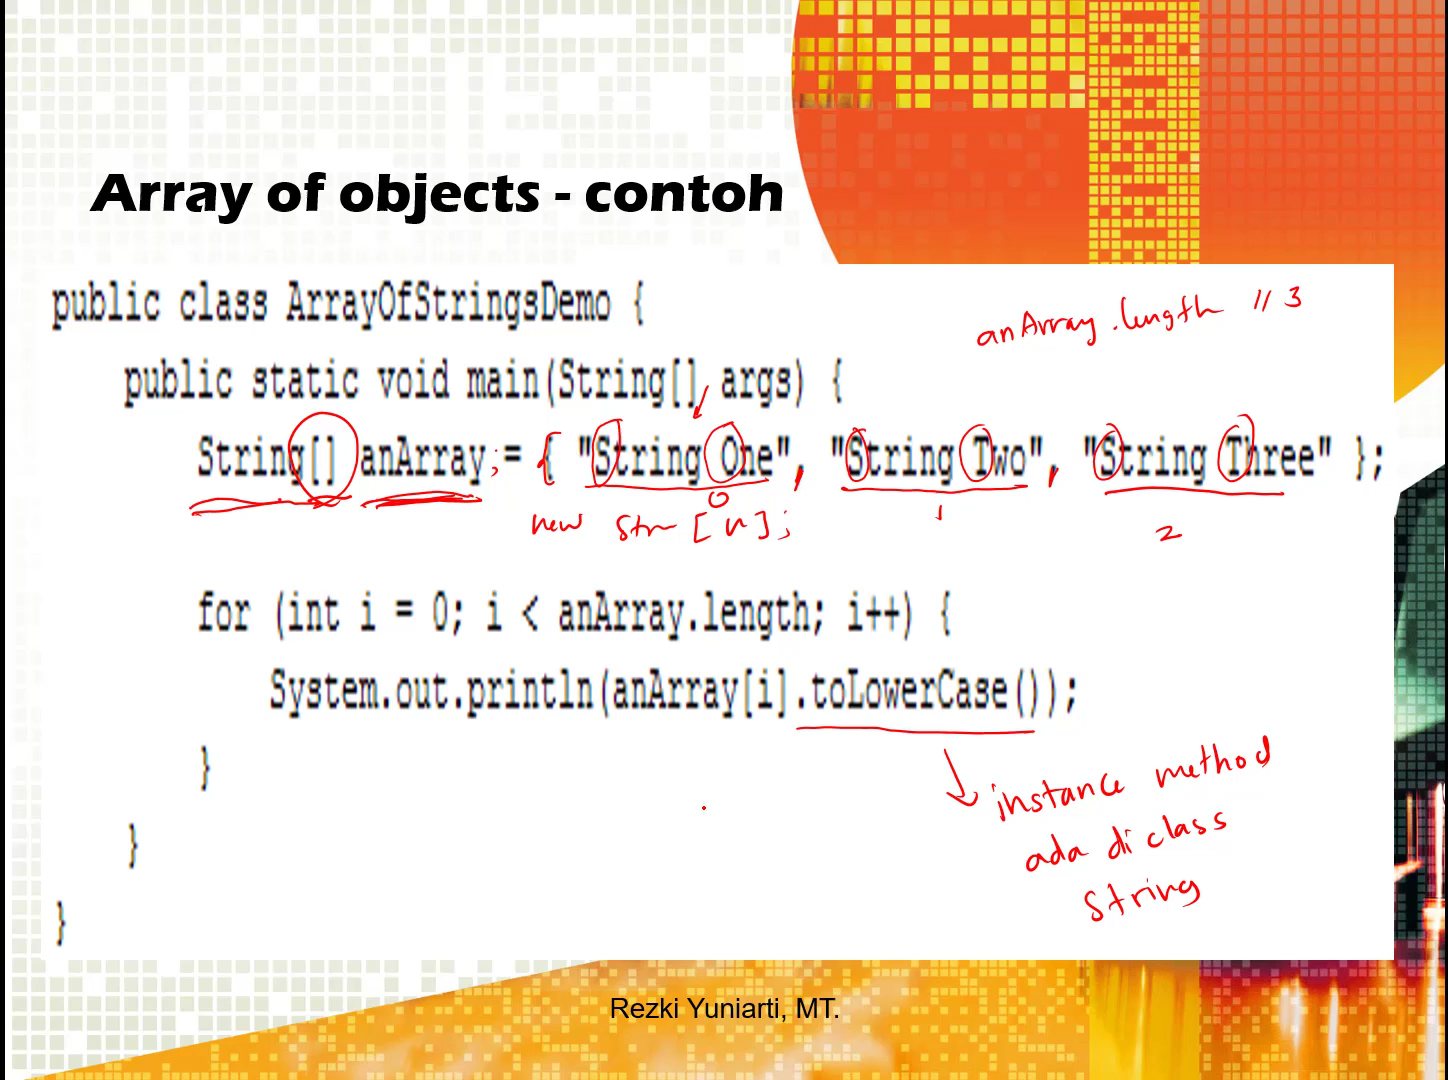 Array of objects - contoh
public class ArrayOfStringsDemo {
anArray.length // 3
public static void main(String[] args) {
String[] anArray ; = { "String One", "String Two", "String Three" };
0
new Str [n];
1
2
for (int i = 0; i < anArray.length; i++) {
System.out.println(anArray[i].toLowerCase());
}
instance method
ada di class
String
}
}
Rezki Yuniarti, MT.